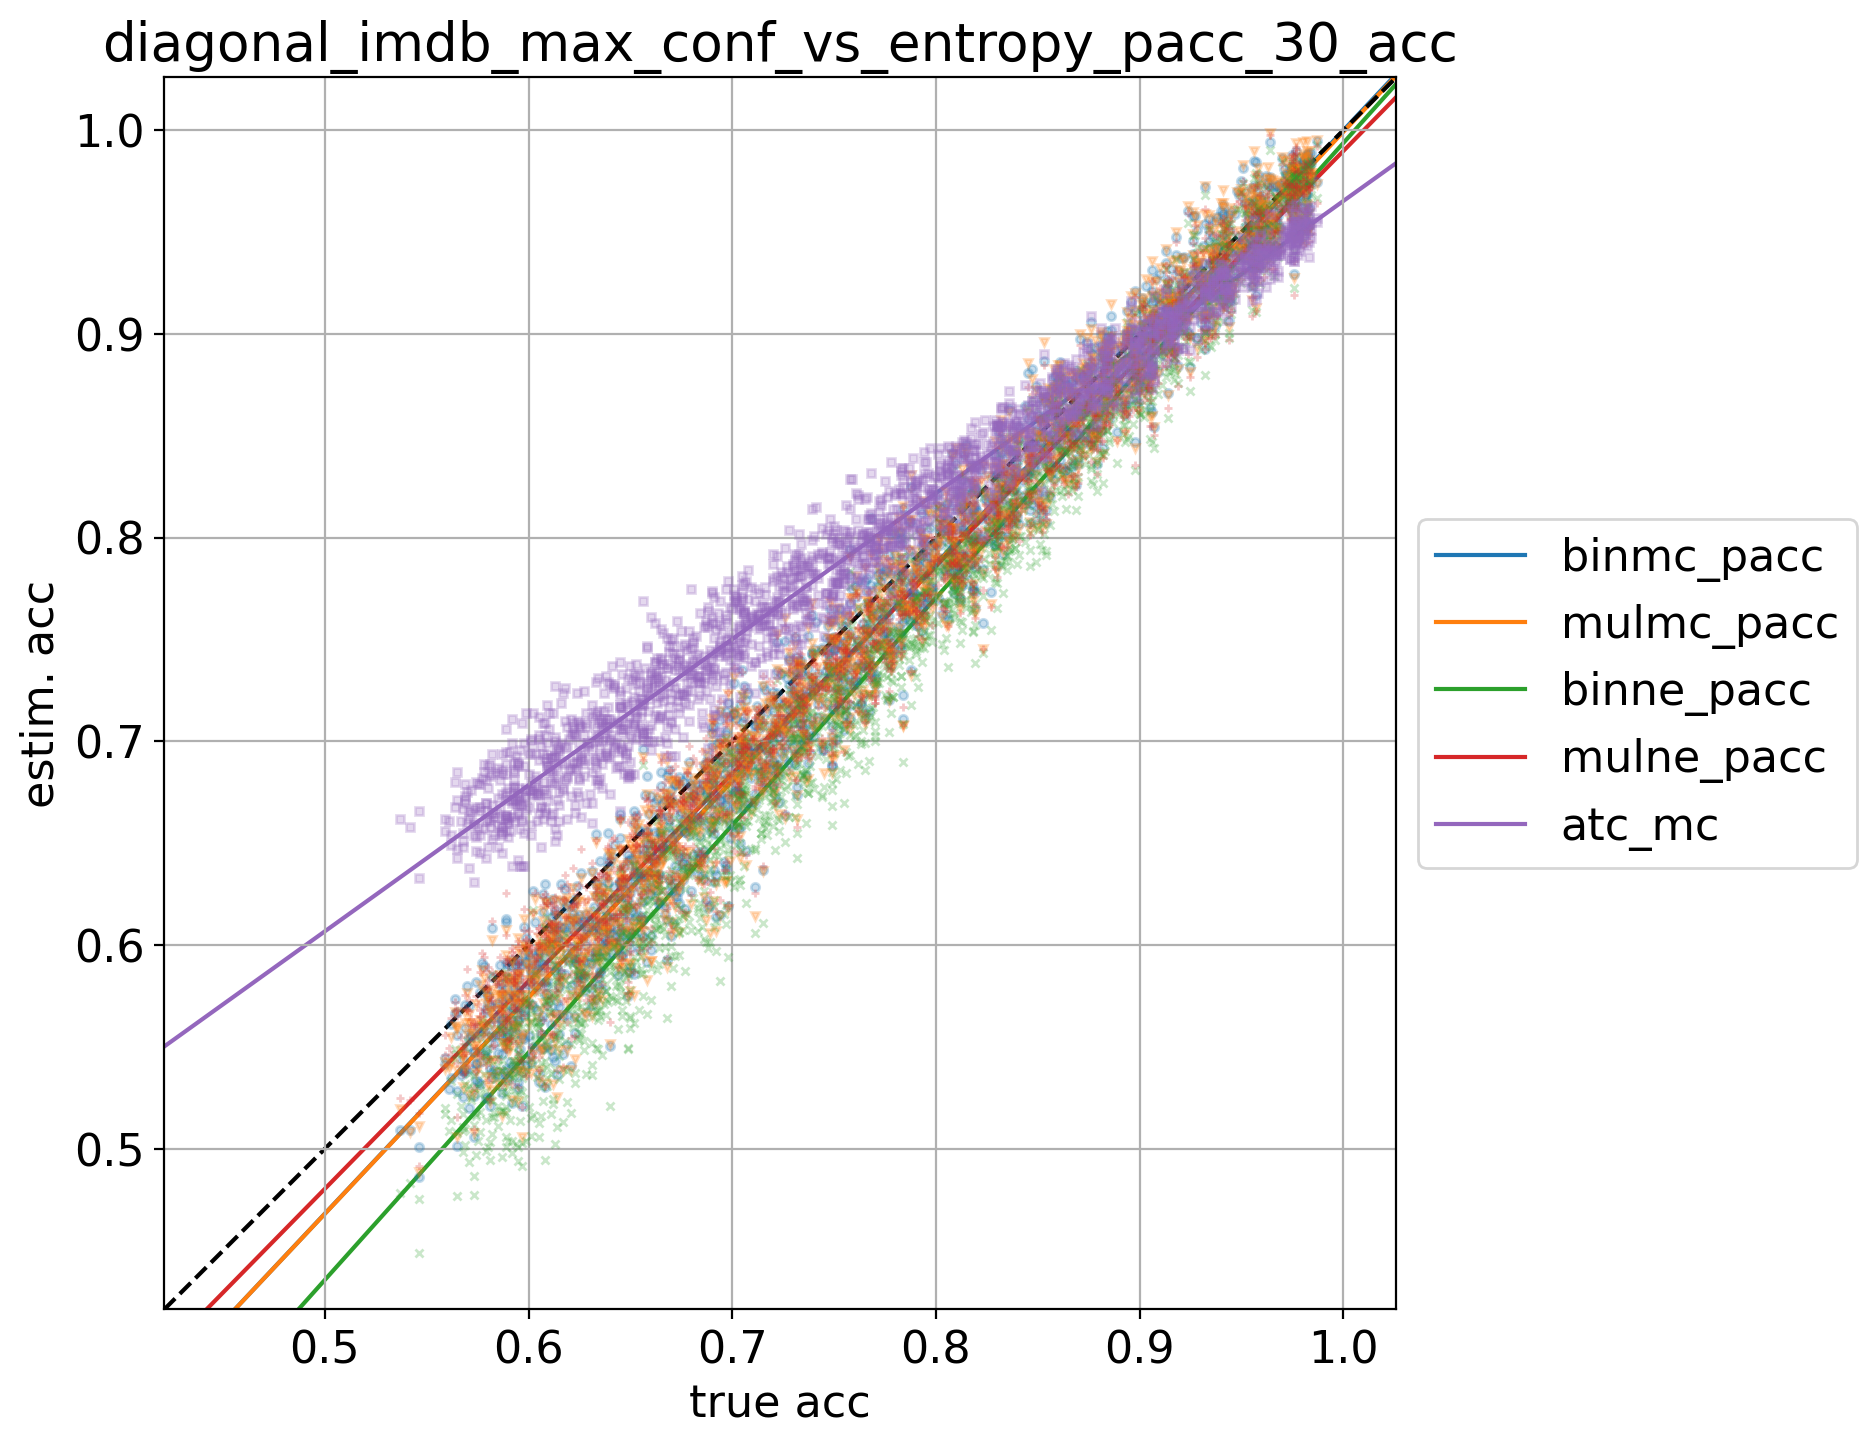 diagonal_imdb_max_conf_vs_entropy_pacc_30_acc
1.0
0.9
0.8
0.7
0.6
0.5
estim. acc
0.5 0.6 0.7 0.8 0.9 1.0
true acc
binmc_pacc
mulmc_pacc
binne_pacc
mulne_pacc
atc_mc